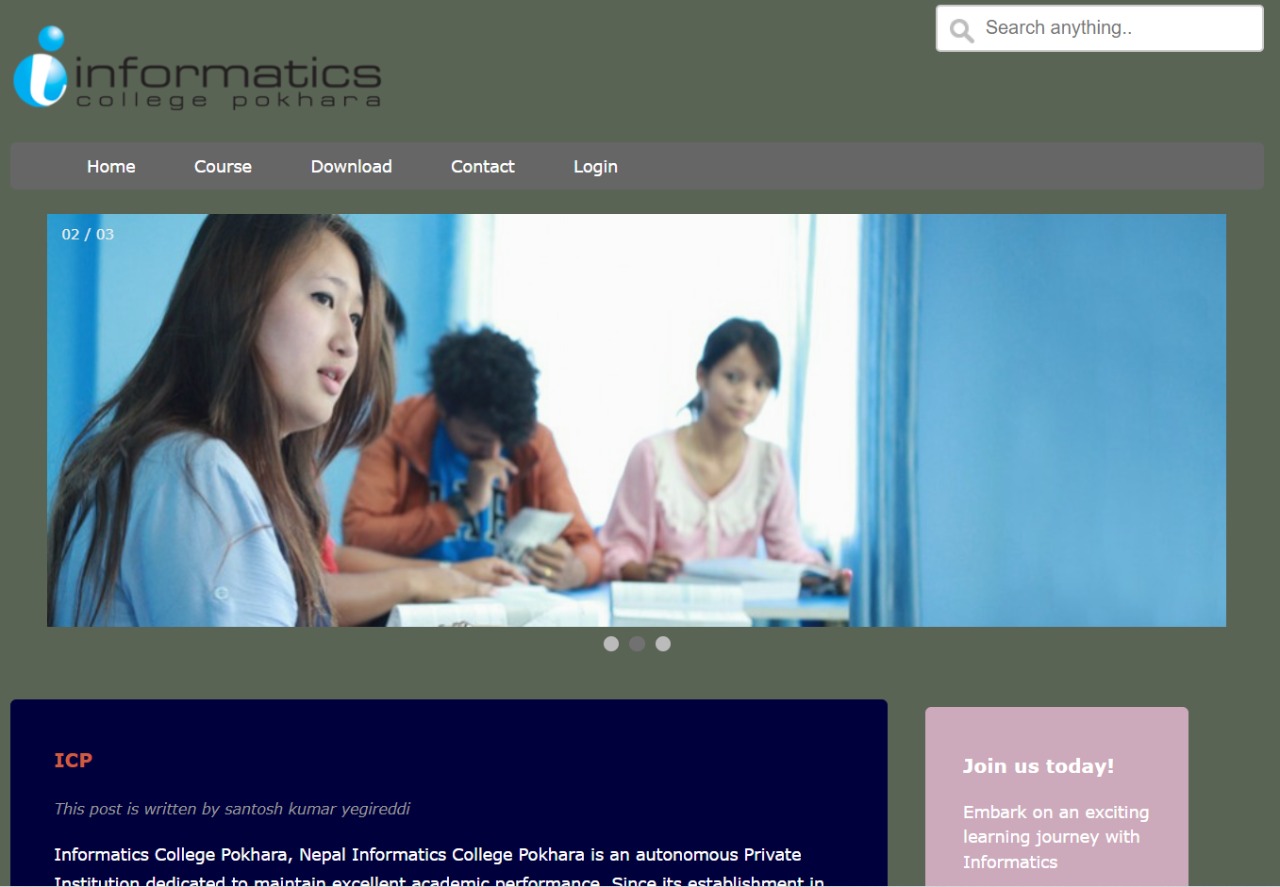 informatics
college pokhara
Search anything..
Home Course Download Contact Login
02 / 03
ICP
This post is written by santosh kumar yegireddi
Informatics College Pokhara, Nepal Informatics College Pokhara is an autonomous Private
Institution dedicated to maintain excellent academic performance. Since its establishment in
Join us today!
Embark on an exciting
learning journey with
Informatics